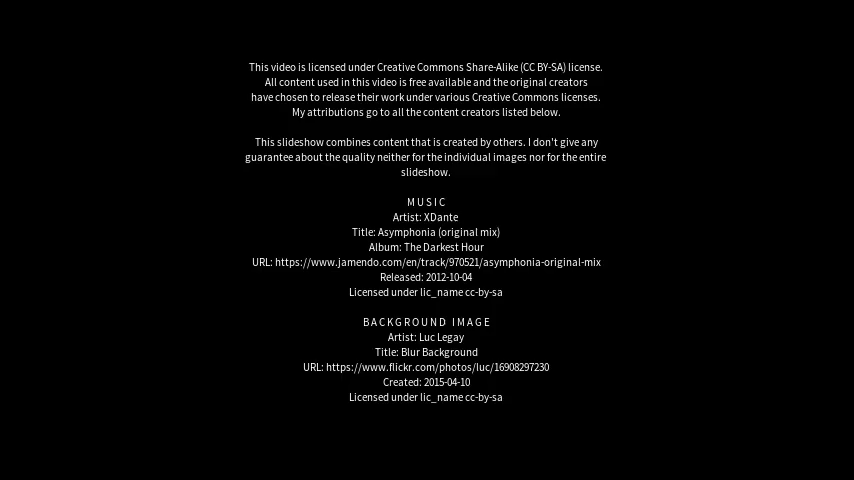 This video is licensed under Creative Commons Share-Alike (CC BY-SA) license.
All content used in this video is free available and the original creators
have chosen to release their work under various Creative Commons licenses.
My attributions go to all the content creators listed below.
This slideshow combines content that is created by others. I don't give any
guarantee about the quality neither for the individual images nor for the entire
slideshow.
MUSIC
Artist: XDante
Title: Asymphonia (original mix)
Album: The Darkest Hour
URL: https://www.jamendo.com/en/track/970521/asymphonia-original-mix
Released: 2012-10-04
Licensed under lic_name cc-by-sa
BACKGROUND IMAGE
Artist: Luc Legay
Title: Blur Background
URL: https://www.flickr.com/photos/luc/16908297230
Created: 2015-04-10
Licensed under lic_name cc-by-sa